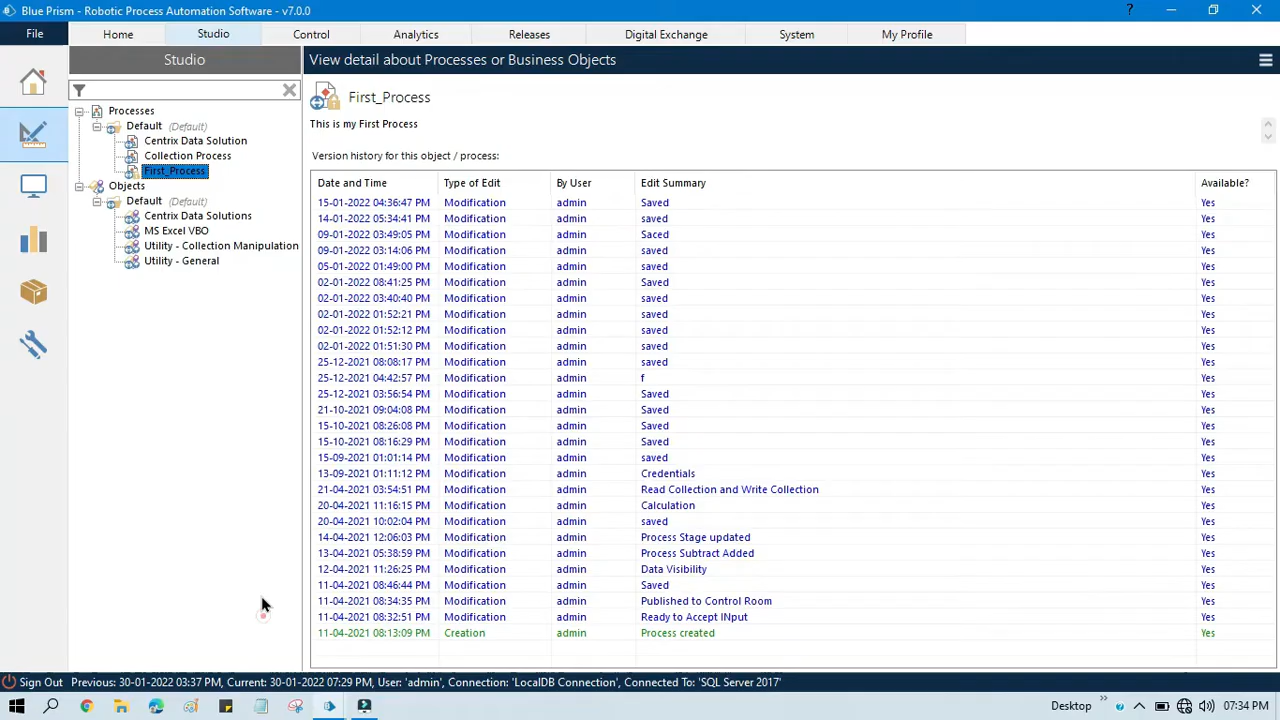 Blue Prism - Robotic Process Automation Software - v7.0.0
?
File Home Studio Control Analytics Releases Digital Exchange System My Profile
Studio
View detail about Processes or Business Objects
Processes
Default (Default)
Centrix Data Solution
Collection Process
First_Process
Objects
Default (Default)
Centrix Data Solutions
MS Excel VBO
Utility - Collection Manipulation
Utility - General
First_Process
This is my First Process
Version history for this object / process:
Date and Time Type of Edit By User Edit Summary Available?
15-01-2022 04:36:47 PM Modification admin Saved Yes
14-01-2022 05:34:41 PM Modification admin saved Yes
09-01-2022 03:49:05 PM Modification admin Saced Yes
09-01-2022 03:14:06 PM Modification admin saved Yes
05-01-2022 01:49:00 PM Modification admin saved Yes
02-01-2022 08:41:25 PM Modification admin Saved Yes
02-01-2022 03:40:40 PM Modification admin saved Yes
02-01-2022 01:52:21 PM Modification admin saved Yes
02-01-2022 01:52:12 PM Modification admin saved Yes
02-01-2022 01:51:30 PM Modification admin saved Yes
25-12-2021 08:08:17 PM Modification admin saved Yes
25-12-2021 04:42:57 PM Modification admin f Yes
25-12-2021 03:56:54 PM Modification admin Saved Yes
21-10-2021 09:04:08 PM Modification admin Saved Yes
15-10-2021 08:26:08 PM Modification admin Saved Yes
15-10-2021 08:16:29 PM Modification admin Saved Yes
15-09-2021 01:01:14 PM Modification admin saved Yes
13-09-2021 01:11:12 PM Modification admin Credentials Yes
21-04-2021 03:54:51 PM Modification admin Read Collection and Write Collection Yes
20-04-2021 11:16:15 PM Modification admin Calculation Yes
20-04-2021 10:02:04 PM Modification admin saved Yes
14-04-2021 12:06:03 PM Modification admin Process Stage updated Yes
13-04-2021 05:38:59 PM Modification admin Process Subtract Added Yes
12-04-2021 11:26:25 PM Modification admin Data Visibility Yes
11-04-2021 08:46:44 PM Modification admin Saved Yes
11-04-2021 08:34:35 PM Modification admin Published to Control Room Yes
11-04-2021 08:32:51 PM Modification admin Ready to Accept INput Yes
11-04-2021 08:13:09 PM Creation admin Process created Yes
Sign Out Previous: 30-01-2022 03:37 PM, Current: 30-01-2022 07:29 PM, User: 'admin', Connection: 'LocalDB Connection', Connected To: 'SQL Server 2017'
Desktop 07:34 PM